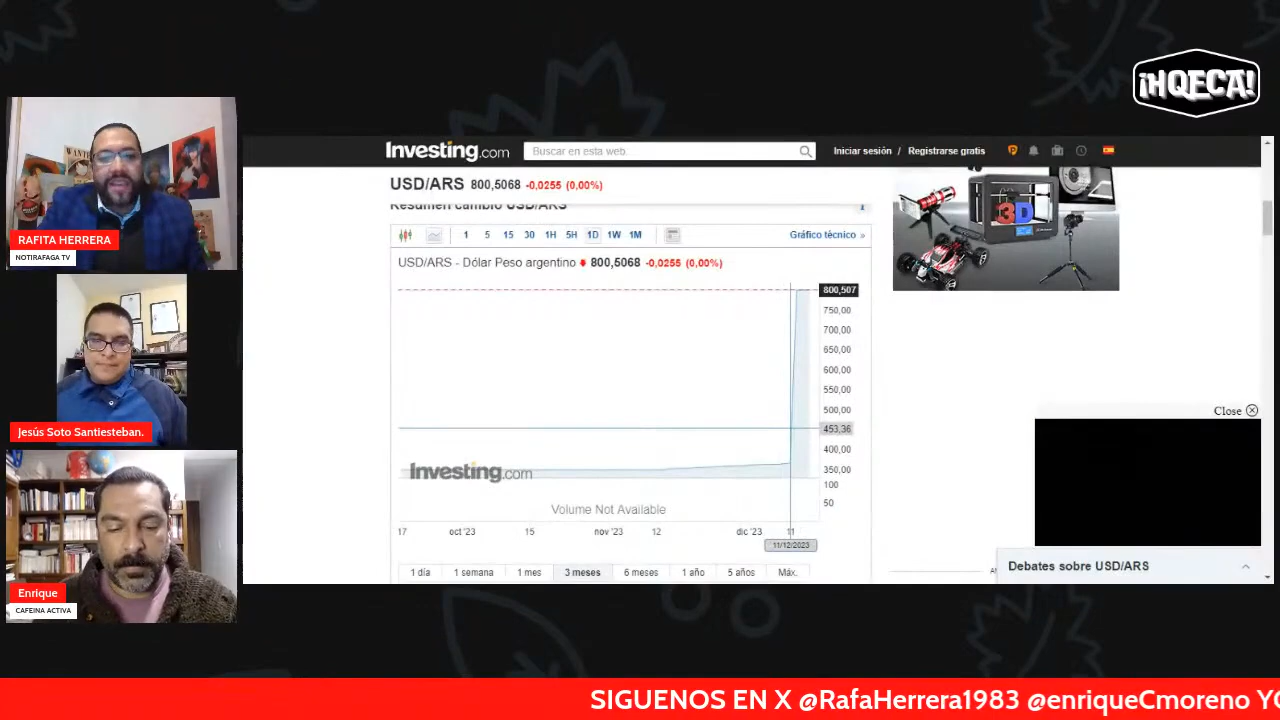 ¡HQECA!
WANTED
RAFITA HERRERA
NOTIRAFAGA TV
Jesús Soto Santiesteban.
Enrique
CAFEINA ACTIVA
Investing.com
Buscar en esta web.
Iniciar sesión / Registrarse gratis
USD/ARS 800,5068 -0,0255 (0,00%)
Resumen cambio USD/ARS
1 5 15 30 1H 5H 1D 1W 1M
Gráfico técnico »
USD/ARS - Dólar Peso argentino 800,5068 -0,0255 (0,00%)
800,507
750,00
700,00
650,00
600,00
550,00
500,00
453,36
400,00
350,00
100
50
Investing.com
Volume Not Available
17 oct '23 15 nov '23 12 dic '23 11
11/12/2023
1 día 1 semana 1 mes 3 meses 6 meses 1 año 5 años Máx.
3D
Close
Debates sobre USD/ARS
SIGUENOS EN X @RafaHerrera1983 @enriqueCmoreno YO